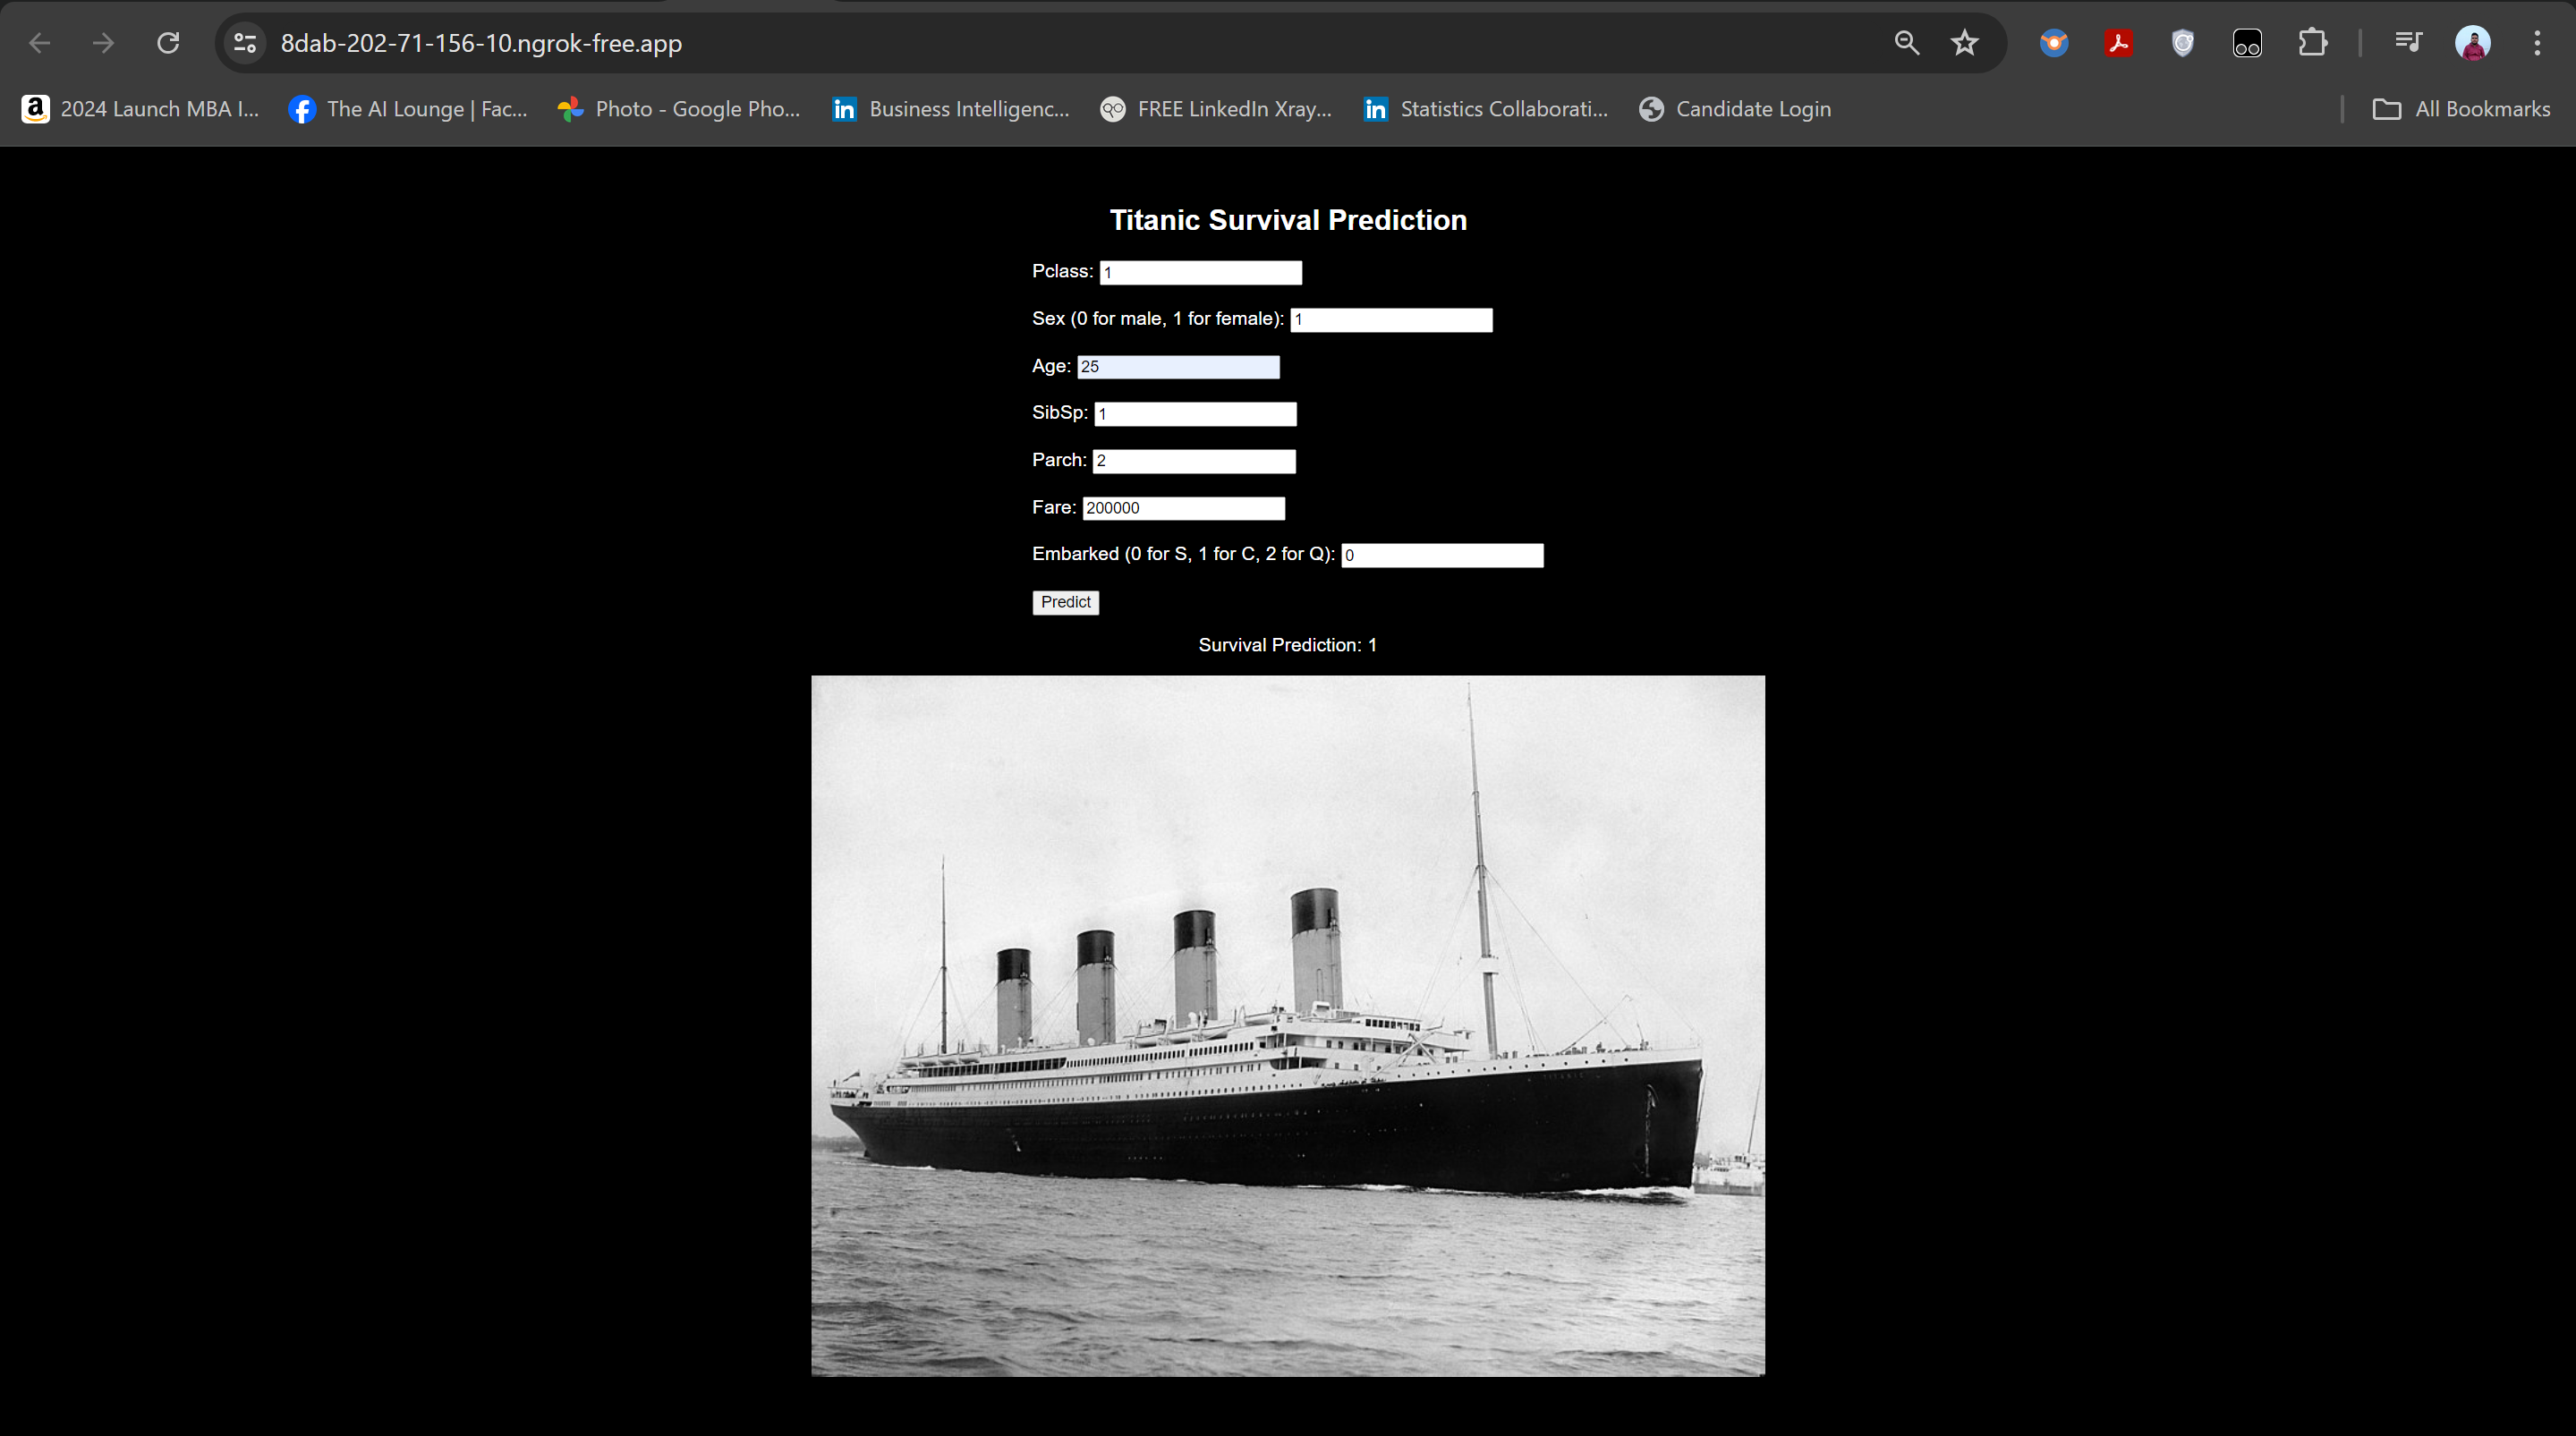 8dab-202-71-156-10.ngrok-free.app
2024 Launch MBA I... The AI Lounge | Fac... Photo - Google Pho... Business Intelligenc... FREE LinkedIn Xray... Statistics Collaborati... Candidate Login All Bookmarks
Titanic Survival Prediction
Pclass: 1
Sex (0 for male, 1 for female): 1
Age: 25
SibSp: 1
Parch: 2
Fare: 200000
Embarked (0 for S, 1 for C, 2 for Q): 0
Predict
Survival Prediction: 1